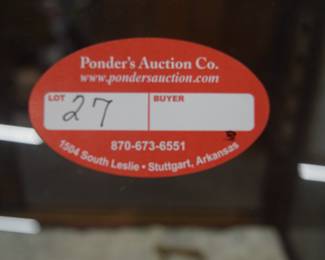 Ponder's Auction Co.
www.pondersauction.com
LOT BUYER
27
870-673-6551
1504 South Leslie • Stuttgart, Arkansas